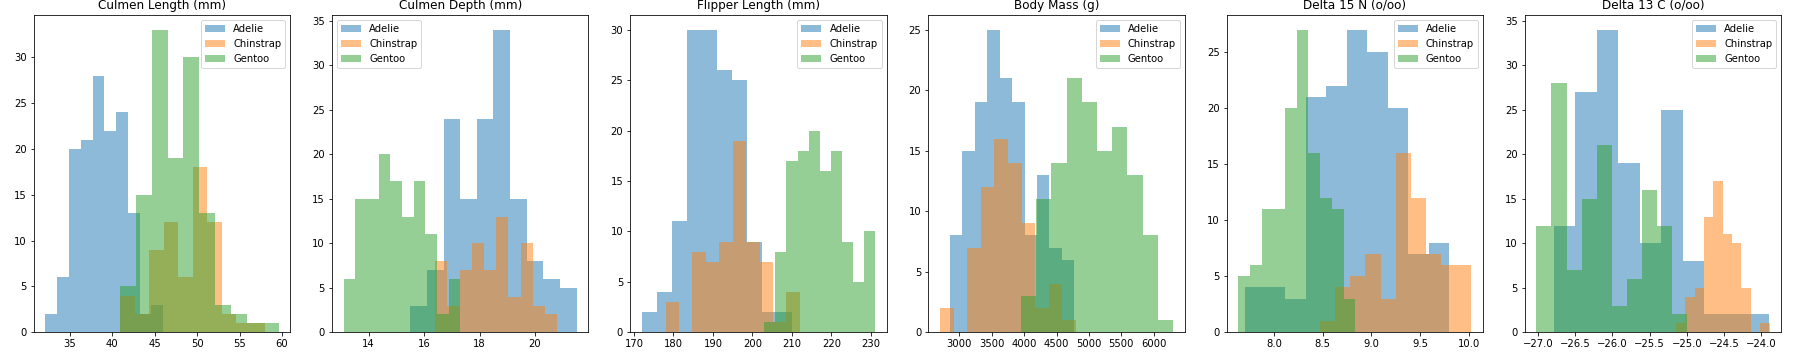 Culmen Length (mm)
Adelie
Chinstrap
Gentoo
30
25
20
15
10
5
0
35 40 45 50 55 60
Culmen Depth (mm)
Adelie
Chinstrap
Gentoo
35
30
25
20
15
10
5
0
14 16 18 20
Flipper Length (mm)
Adelie
Chinstrap
Gentoo
30
25
20
15
10
5
0
170 180 190 200 210 220 230
Body Mass (g)
Adelie
Chinstrap
Gentoo
25
20
15
10
5
0
3000 3500 4000 4500 5000 5500 6000
Delta 15 N (o/oo)
Adelie
Chinstrap
Gentoo
25
20
15
10
5
0
8.0 8.5 9.0 9.5 10.0
Delta 13 C (o/oo)
Adelie
Chinstrap
Gentoo
35
30
25
20
15
10
5
0
−27.0 −26.5 −26.0 −25.5 −25.0 −24.5 −24.0